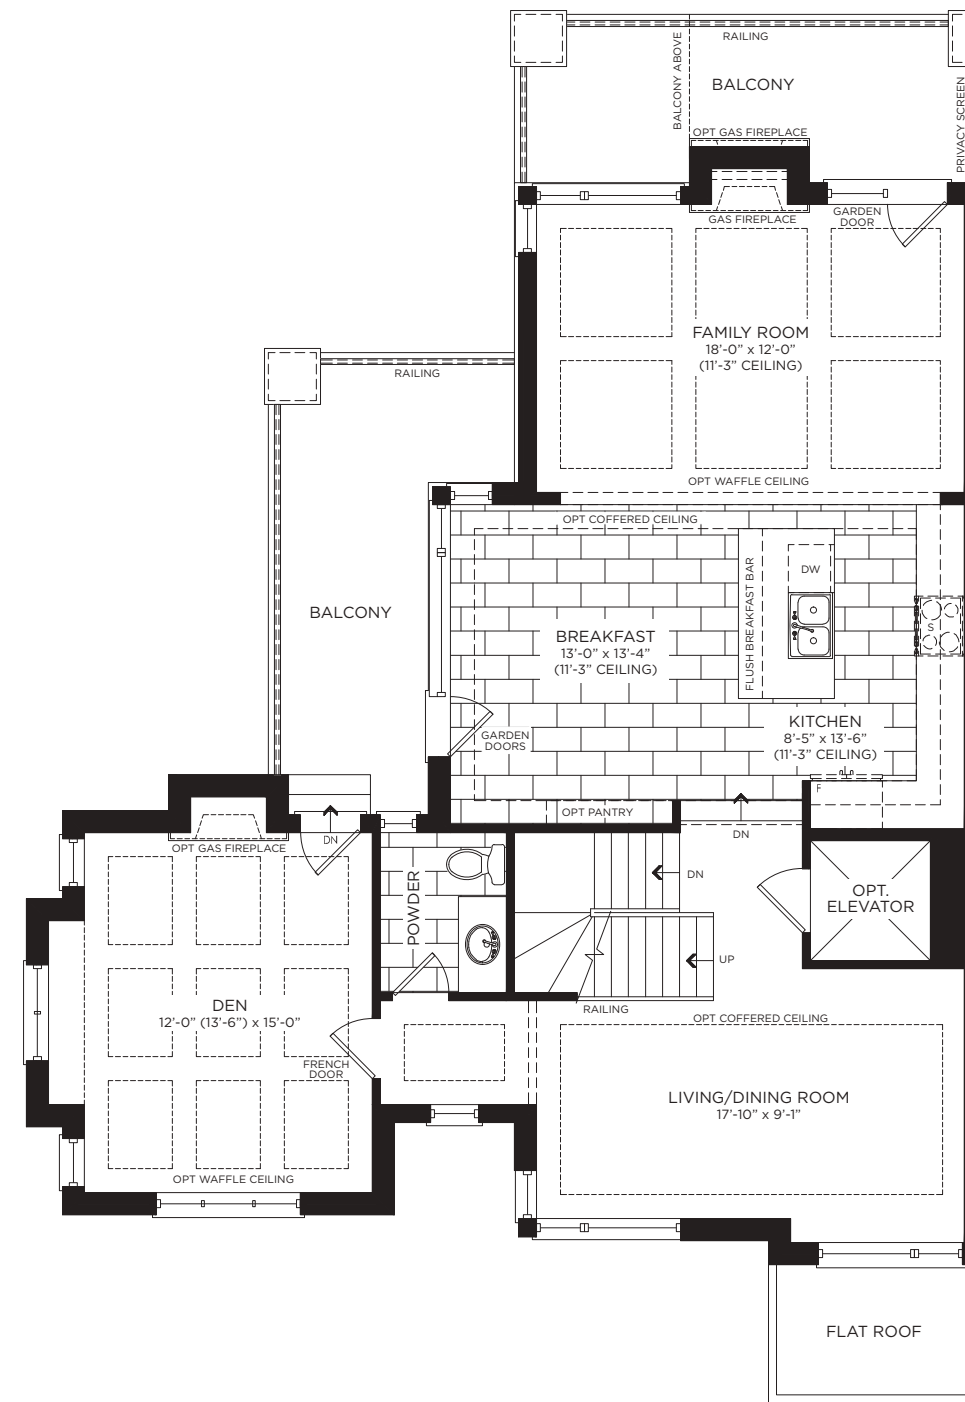 RAILING
BALCONY ABOVE
BALCONY
PRIVACY SCREEN
OPT GAS FIREPLACE
GAS FIREPLACE
GARDEN
DOOR
FAMILY ROOM
18'-0" x 12'-0"
(11'-3" CEILING)
RAILING
OPT WAFFLE CEILING
OPT COFFERED CEILING
DW
FLUSH BREAKFAST BAR
BALCONY
BREAKFAST
13'-0" x 13'-4"
(11'-3" CEILING)
S
GARDEN
DOORS
KITCHEN
8'-5" x 13'-6"
(11'-3" CEILING)
F
OPT PANTRY
DN
DN
OPT GAS FIREPLACE
POWDER
DN
OPT.
ELEVATOR
UP
DEN
12'-0" (13'-6") x 15'-0"
RAILING
OPT COFFERED CEILING
FRENCH
DOOR
LIVING/DINING ROOM
17'-10" x 9'-1"
OPT WAFFLE CEILING
FLAT ROOF